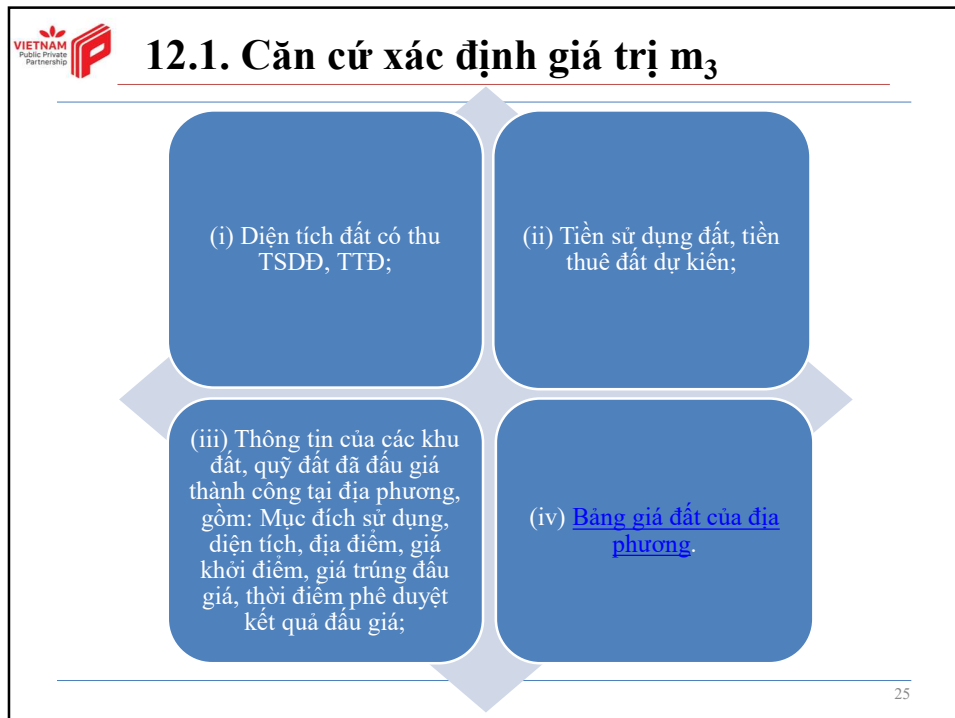 VIETNAM
Public Private
Partnership
12.1. Căn cứ xác định giá trị m₃
(i) Diện tích đất có thu
TSDĐ, TTĐ;
(ii) Tiền sử dụng đất, tiền
thuê đất dự kiến;
(iii) Thông tin của các khu
đất, quỹ đất đã đấu giá
thành công tại địa phương,
gồm: Mục đích sử dụng,
diện tích, địa điểm, giá
khởi điểm, giá trúng đấu
giá, thời điểm phê duyệt
kết quả đấu giá;
(iv) Bảng giá đất của địa
phương.
25